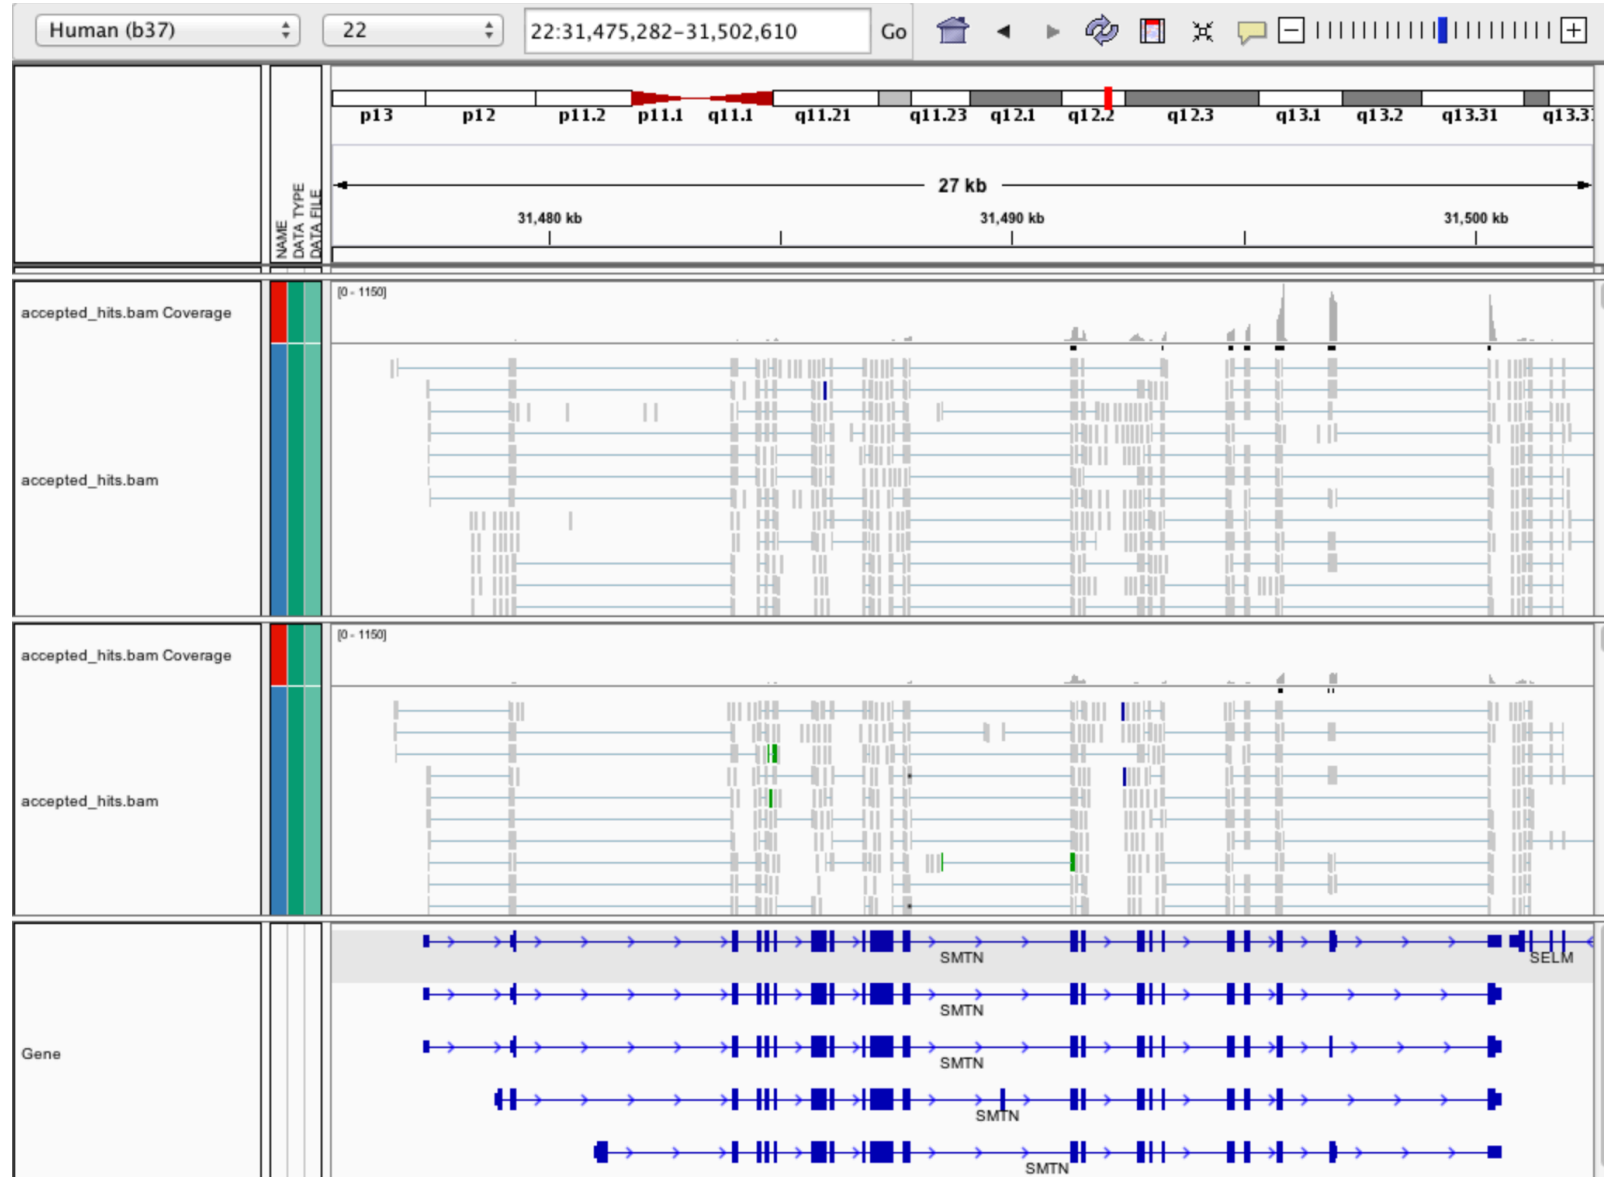 Human (b37)
22
22:31,475,282-31,502,610
Go
p13 p12 p11.2 p11.1 q11.1 q11.21 q11.23 q12.1 q12.2 q12.3 q13.1 q13.2 q13.31
27 kb
31,480 kb 31,490 kb 31,500 kb
NAME
DATA TYPE
DATA FILE
accepted_hits.bam Coverage
[0 - 1150]
accepted_hits.bam
accepted_hits.bam Coverage
[0 - 1150]
accepted_hits.bam
Gene
SMTN
SELM
SMTN
SMTN
SMTN
SMTN